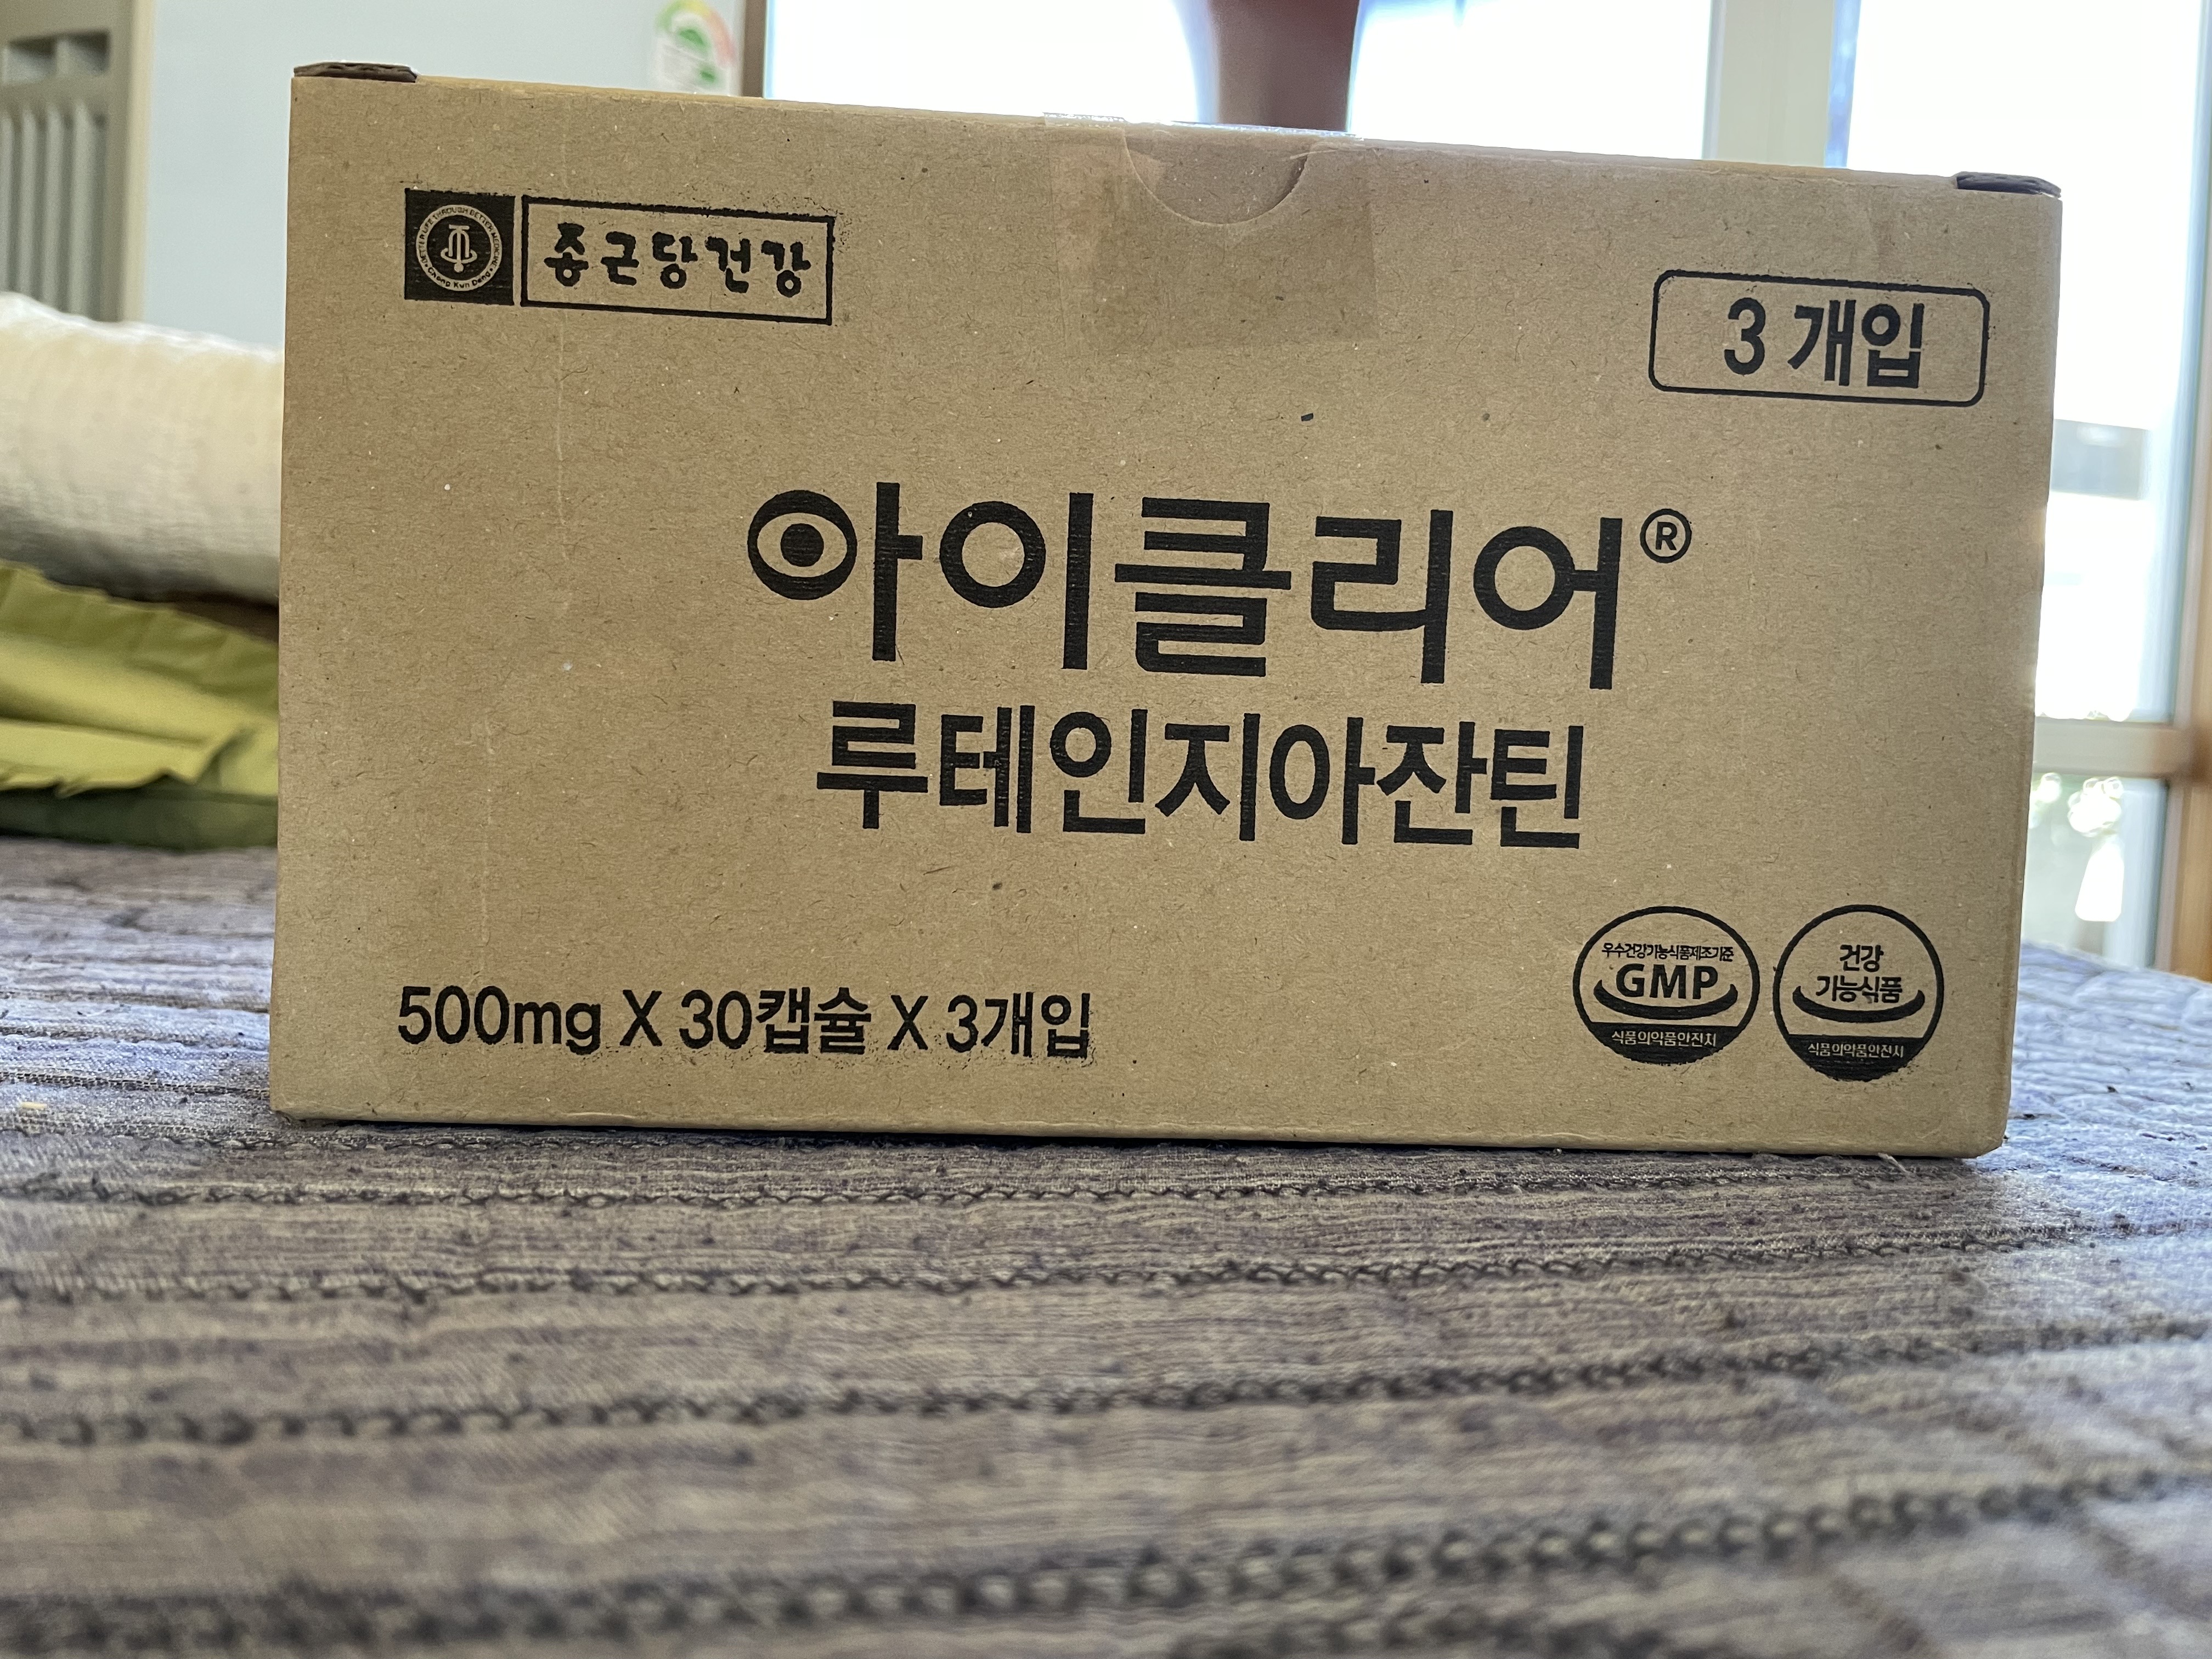 종근당건강
3 개입
아이클리어®
루테인지아잔틴
500mg X 30캡슐 X 3개입
우수건강기능식품제조기준
GMP
식품의약품안전처
건강
기능식품
식품의약품안전처